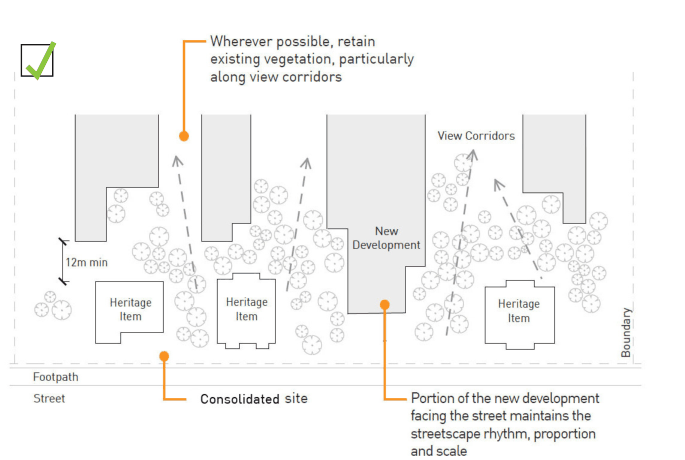 Wherever possible, retain
existing vegetation, particularly
along view corridors
View Corridors
New
Development
12m min
Heritage
Item
Heritage
Item
Heritage
Item
Boundary
Footpath
Street
Consolidated site
Portion of the new development
facing the street maintains the
streetscape rhythm, proportion
and scale